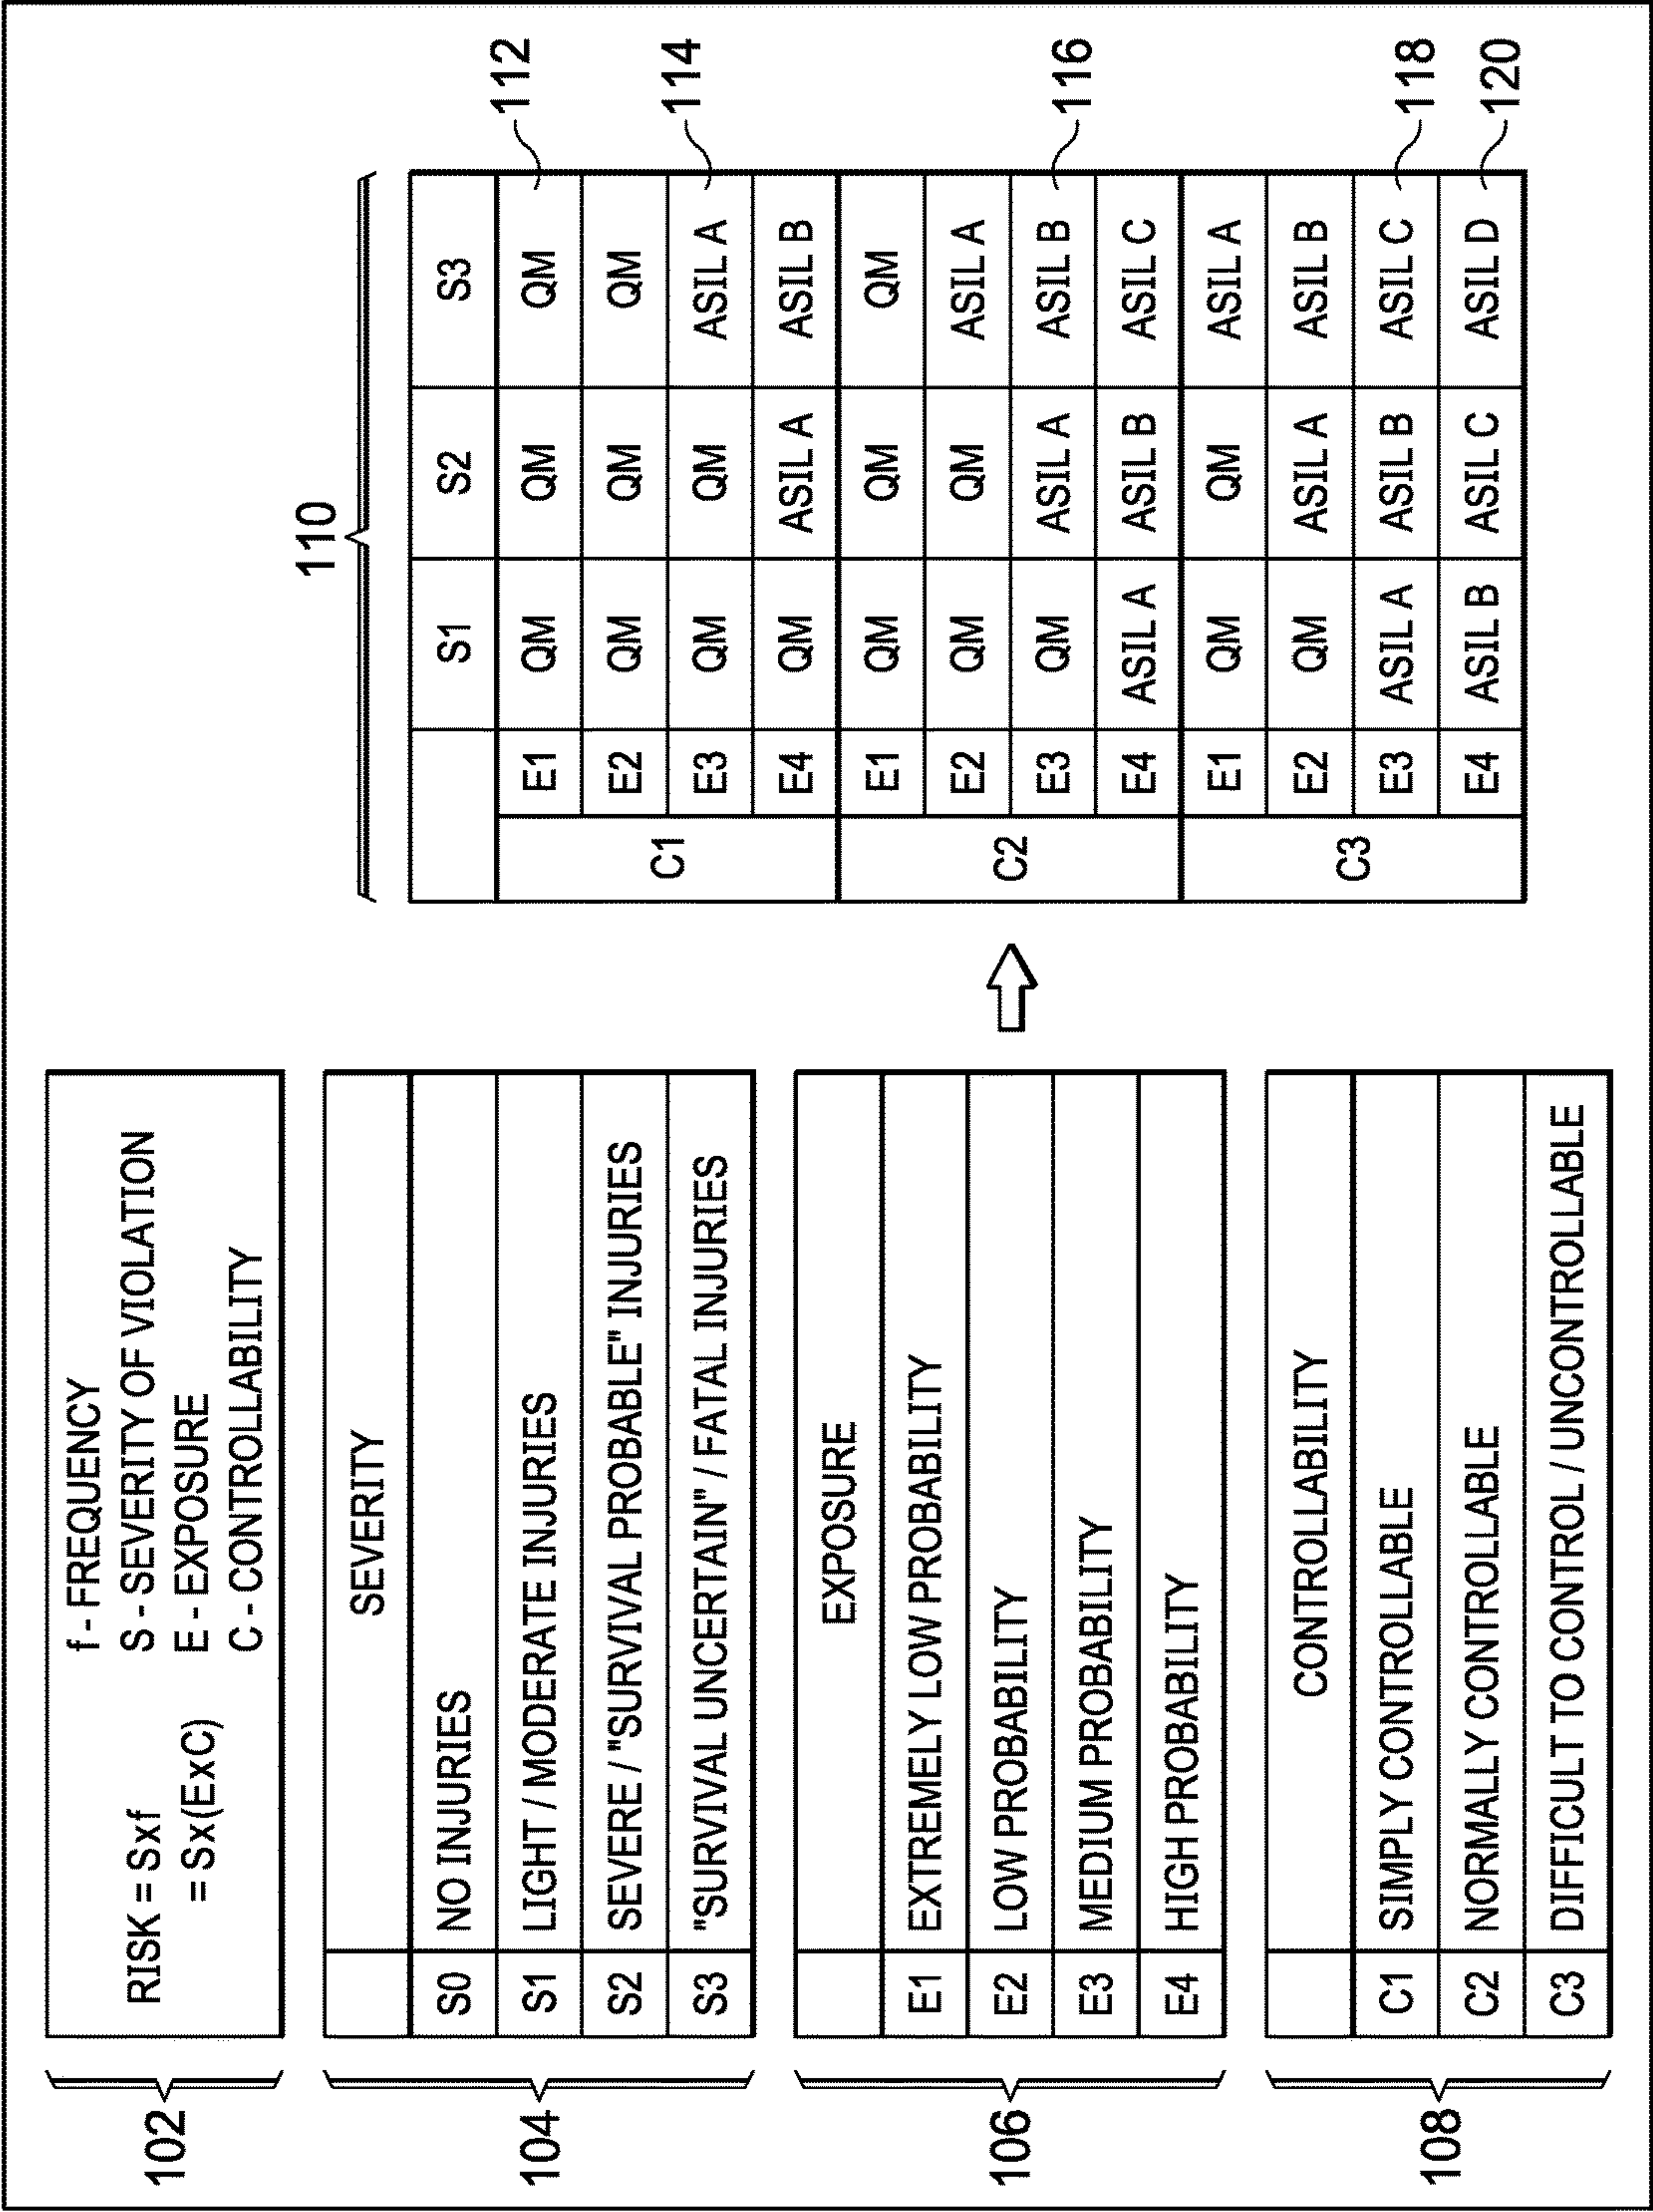 102
RISK = Sxf
= Sx(ExC)
f - FREQUENCY
S - SEVERITY OF VIOLATION
E - EXPOSURE
C - CONTROLLABILITY
104
SEVERITY
S0 NO INJURIES
S1 LIGHT / MODERATE INJURIES
S2 SEVERE / "SURVIVAL PROBABLE" INJURIES
S3 "SURVIVAL UNCERTAIN" / FATAL INJURIES
106
EXPOSURE
E1 EXTREMELY LOW PROBABILITY
E2 LOW PROBABILITY
E3 MEDIUM PROBABILITY
E4 HIGH PROBABILITY
108
CONTROLLABILITY
C1 SIMPLY CONTROLLABLE
C2 NORMALLY CONTROLLABLE
C3 DIFFICULT TO CONTROL / UNCONTROLLABLE
110
S1 S2 S3
C1
E1 QM QM QM 112
E2 QM QM QM
E3 QM QM ASIL A 114
E4 QM ASIL A ASIL B
C2
E1 QM QM QM
E2 QM QM ASIL A
E3 QM ASIL A ASIL B 116
E4 ASIL A ASIL B ASIL C
C3
E1 QM QM ASIL A
E2 QM ASIL A ASIL B
E3 ASIL A ASIL B ASIL C 118
E4 ASIL B ASIL C ASIL D 120